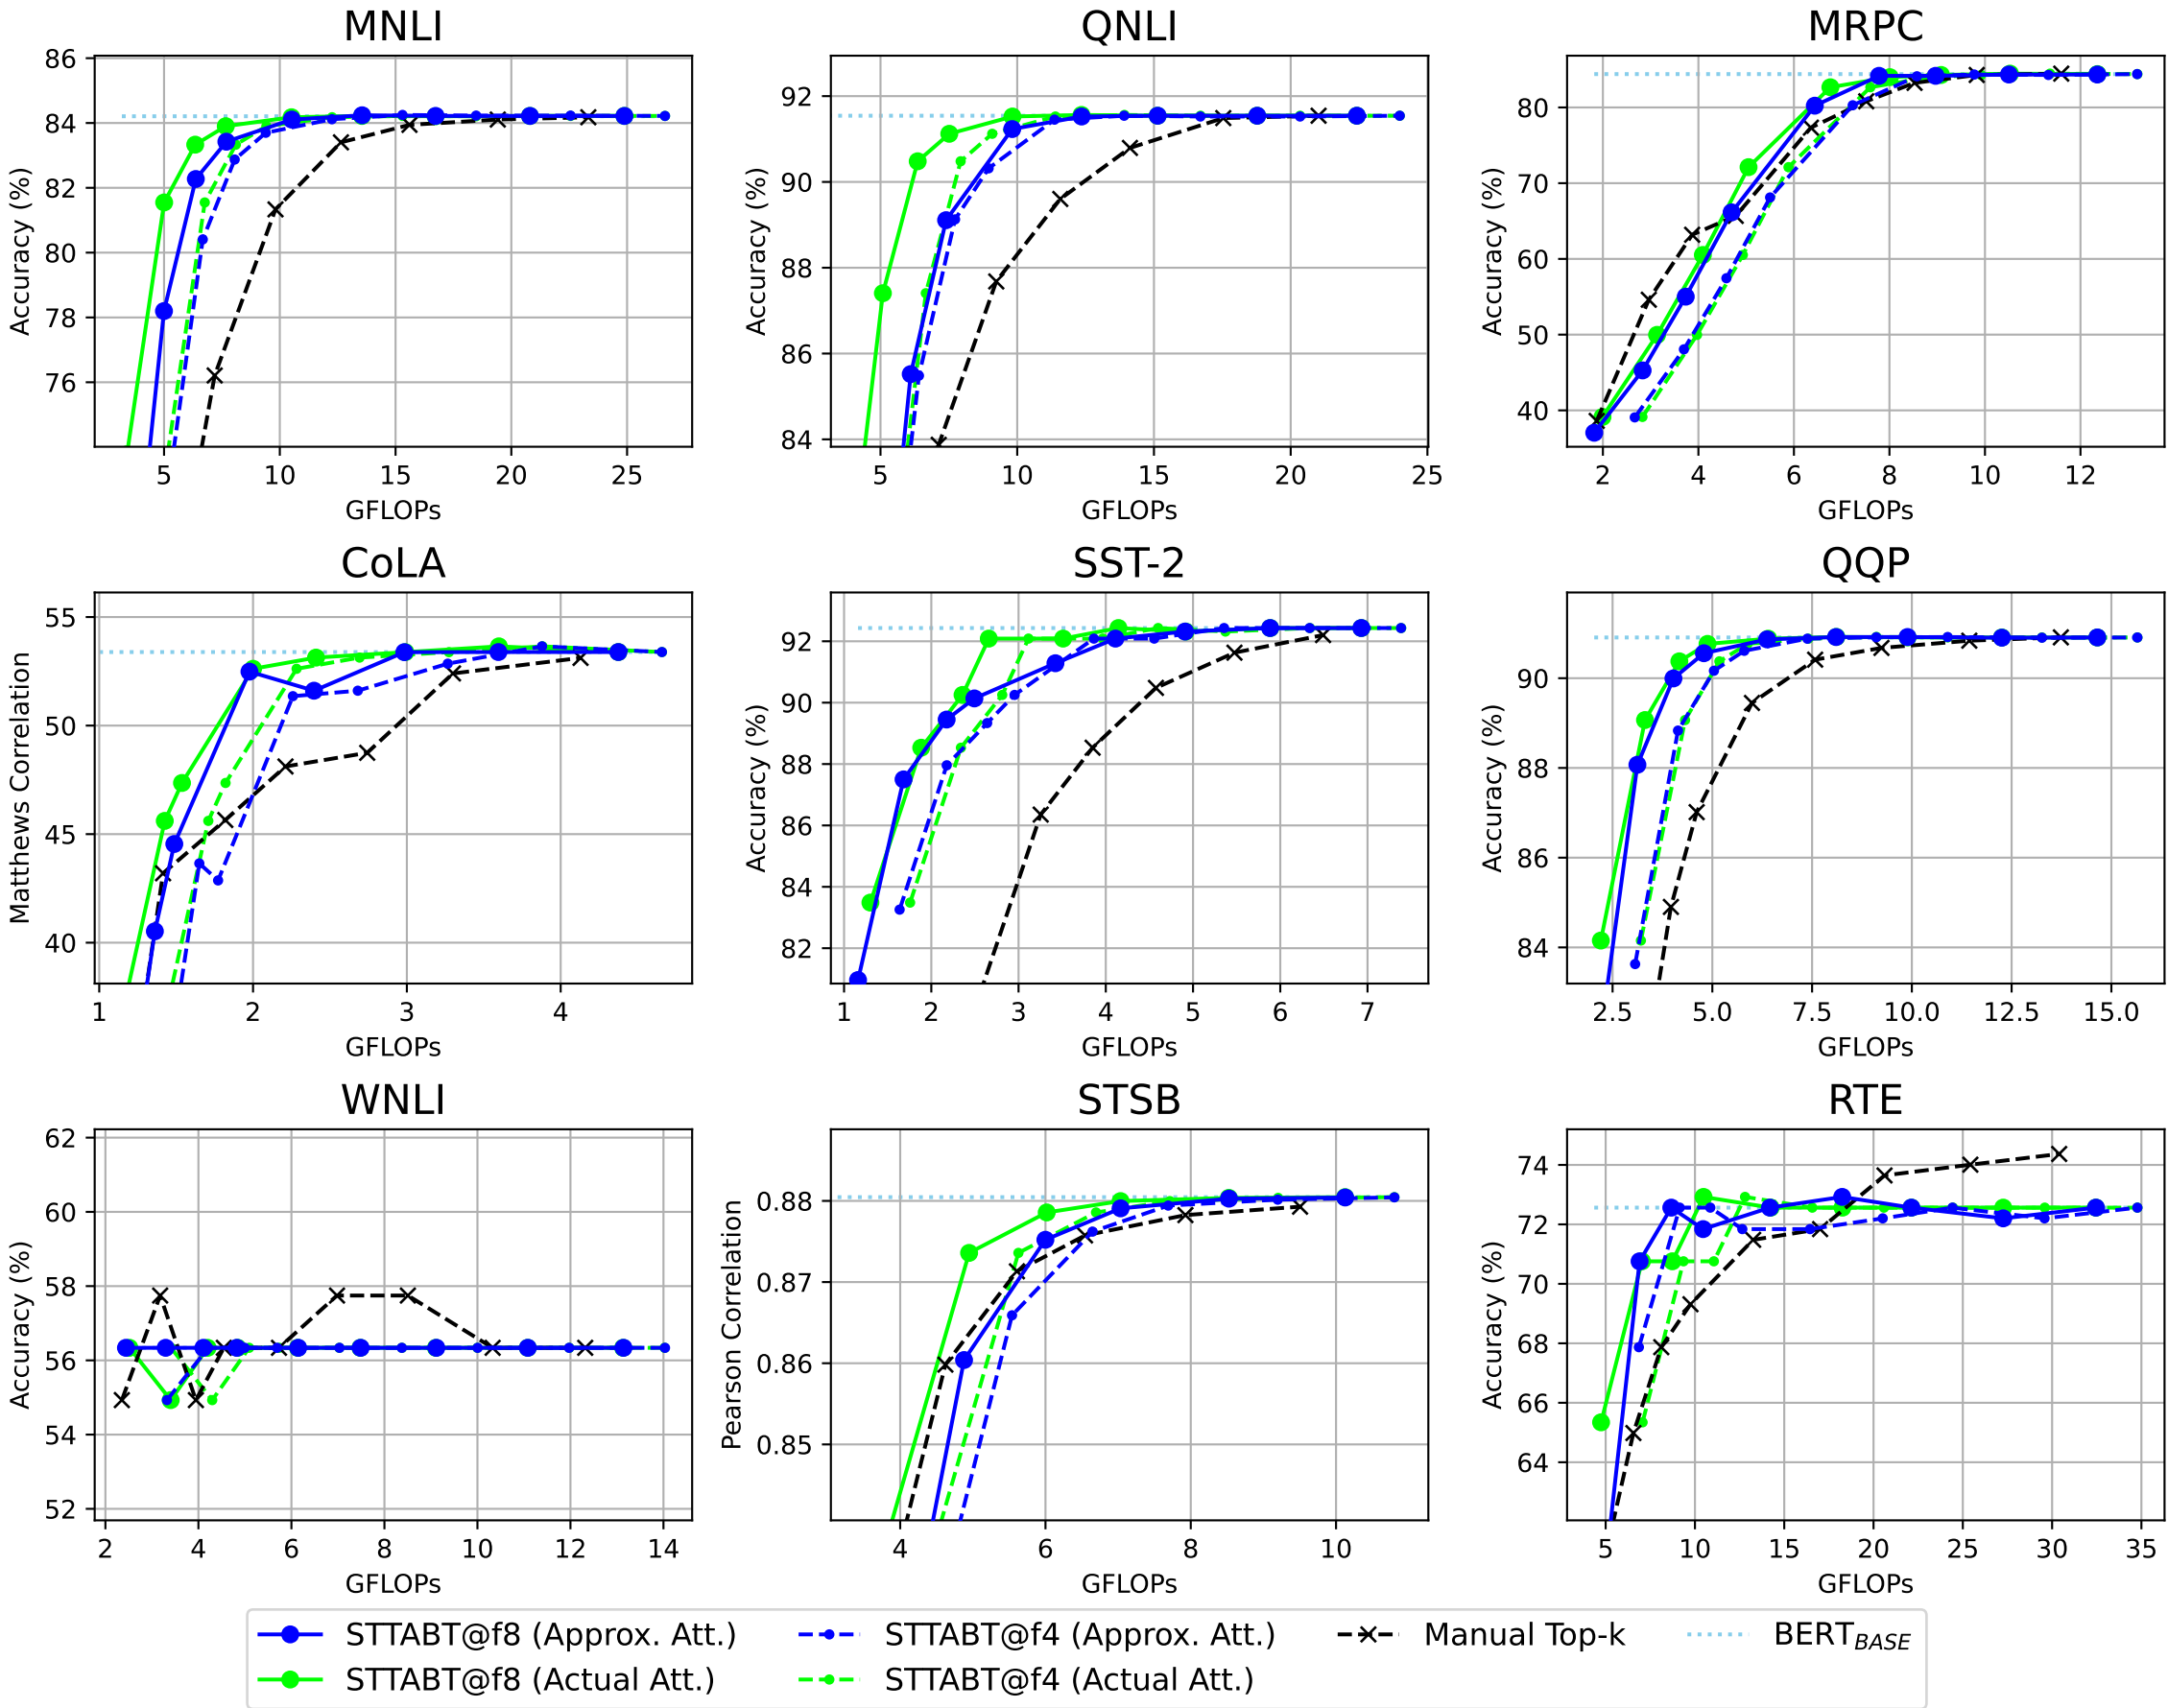 MNLI
QNLI
MRPC
86
84
82
80
78
76
Accuracy (%)
5 10 15 20 25
GFLOPs
92
90
88
86
84
Accuracy (%)
5 10 15 20 25
GFLOPs
80
70
60
50
40
Accuracy (%)
2 4 6 8 10 12
GFLOPs
CoLA
SST-2
QQP
55
50
45
40
Matthews Correlation
1 2 3 4
GFLOPs
92
90
88
86
84
82
Accuracy (%)
1 2 3 4 5 6 7
GFLOPs
90
88
86
84
Accuracy (%)
2.5 5.0 7.5 10.0 12.5 15.0
GFLOPs
WNLI
STSB
RTE
62
60
58
56
54
52
Accuracy (%)
2 4 6 8 10 12 14
GFLOPs
0.88
0.87
0.86
0.85
Pearson Correlation
4 6 8 10
GFLOPs
74
72
70
68
66
64
Accuracy (%)
5 10 15 20 25 30 35
GFLOPs
STTABT@f8 (Approx. Att.)
STTABT@f4 (Approx. Att.)
Manual Top-k
BERT_BASE
STTABT@f8 (Actual Att.)
STTABT@f4 (Actual Att.)